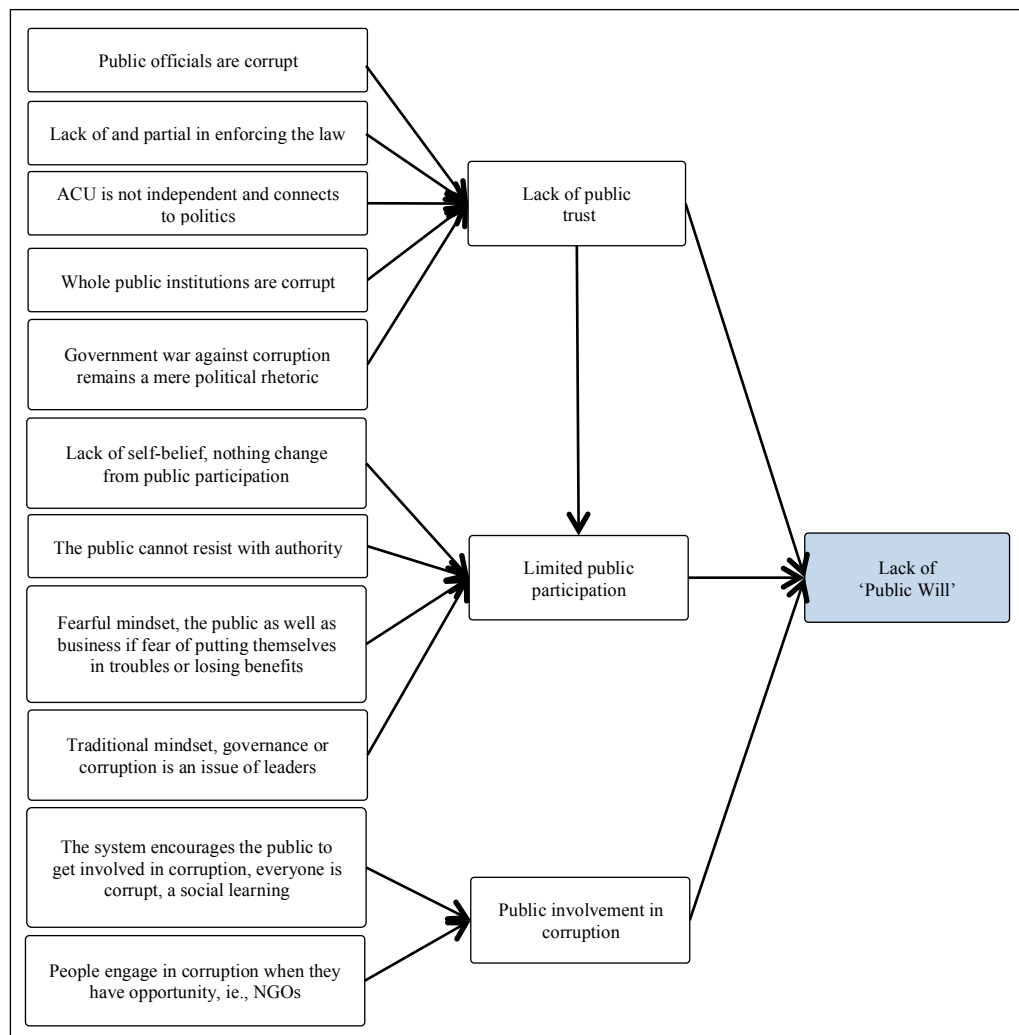 Public officials are corrupt
Lack of and partial in enforcing the law
ACU is not independent and connects
to politics
Whole public institutions are corrupt
Government war against corruption
remains a mere political rhetoric
Lack of self-belief, nothing change
from public participation
The public cannot resist with authority
Fearful mindset, the public as well as
business if fear of putting themselves
in troubles or losing benefits
Traditional mindset, governance or
corruption is an issue of leaders
The system encourages the public to
get involved in corruption, everyone is
corrupt, a social learning
People engage in corruption when they
have opportunity, ie., NGOs
Lack of public
trust
Limited public
participation
Public involvement in
corruption
Lack of
‘Public Will’